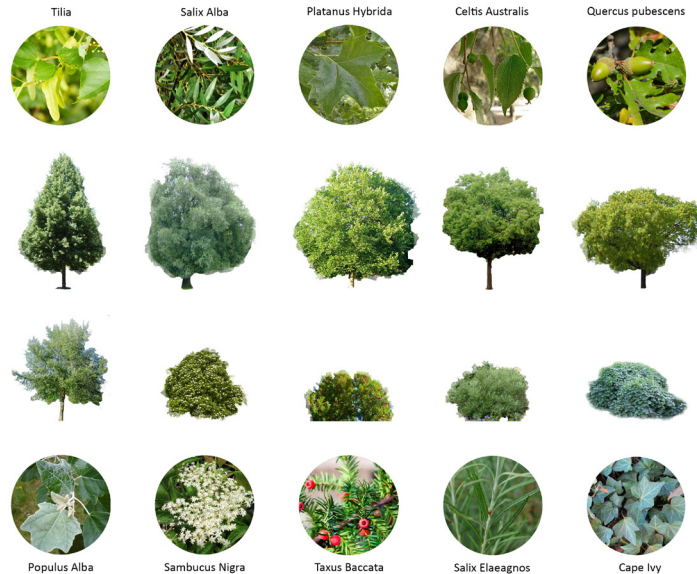 Tilia
Salix Alba
Platanus Hybrida
Celtis Australis
Quercus pubescens
Populus Alba
Sambucus Nigra
Taxus Baccata
Salix Elaeagnos
Cape Ivy